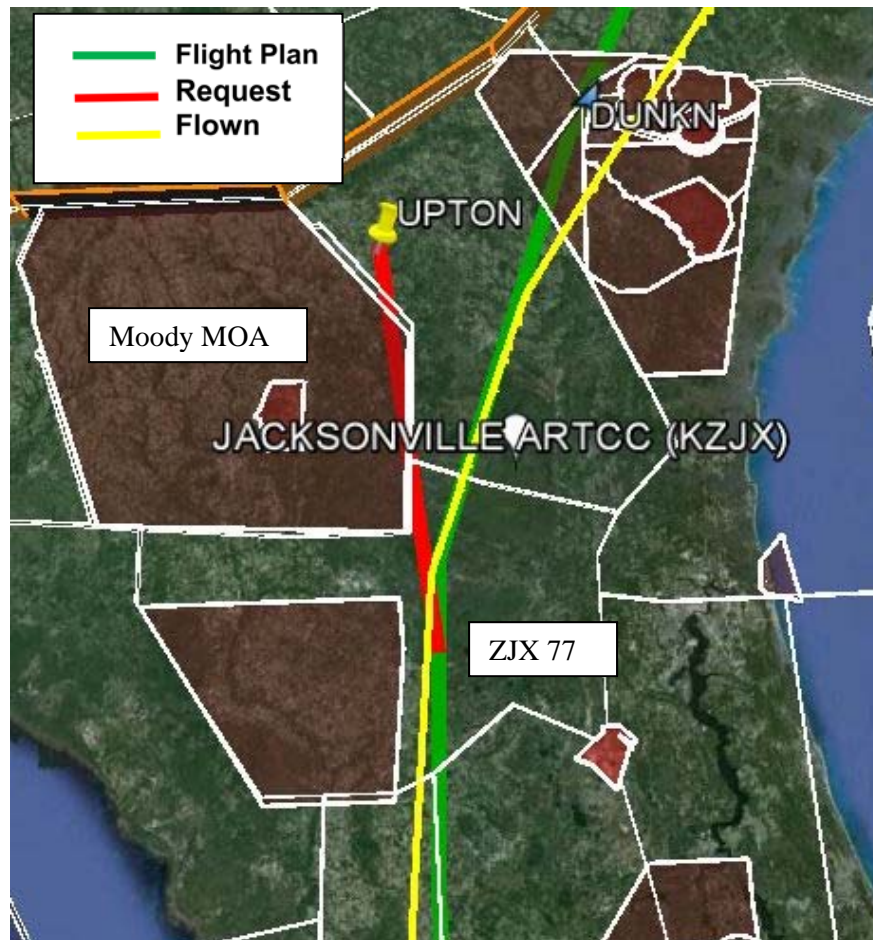 Flight Plan
Request
Flown
DUNKN
UPTON
Moody MOA
JACKSONVILLE ARTCC (KZJX)
ZJX 77